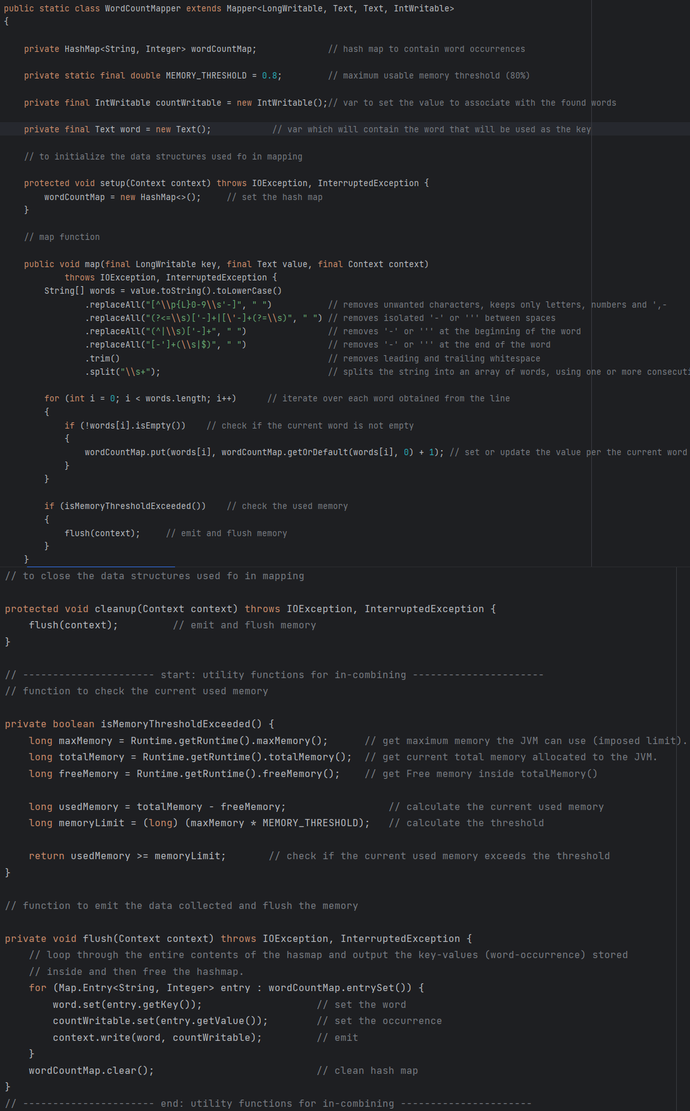 public static class WordCountMapper extends Mapper<LongWritable, Text, Text, IntWritable>
{
private HashMap<String, Integer> wordCountMap; // hash map to contain word occurrences
private static final double MEMORY_THRESHOLD = 0.8; // maximum usable memory threshold (80%)
private final IntWritable countWritable = new IntWritable();// var to set the value to associate with the found words
private final Text word = new Text(); // var which will contain the word that will be used as the key
// to initialize the data structures used fo in mapping
protected void setup(Context context) throws IOException, InterruptedException {
wordCountMap = new HashMap<>(); // set the hash map
}
// map function
public void map(final LongWritable key, final Text value, final Context context)
throws IOException, InterruptedException {
String[] words = value.toString().toLowerCase()
.replaceAll("[^\\p{L}0-9\\s'-]", " ") // removes unwanted characters, keeps only letters, numbers and ',-
.replaceAll("(?<=\\s)['-]+|[\'-]+(?=\\s)", " ") // removes isolated '-' or ''' between spaces
.replaceAll("(^|\\s)['-]+", " ") // removes '-' or ''' at the beginning of the word
.replaceAll("[-']+(\\s|$)", " ") // removes '-' or ''' at the end of the word
.trim() // removes leading and trailing whitespace
.split("\\s+"); // splits the string into an array of words, using one or more consecuti
for (int i = 0; i < words.length; i++) // iterate over each word obtained from the line
{
if (!words[i].isEmpty()) // check if the current word is not empty
{
wordCountMap.put(words[i], wordCountMap.getOrDefault(words[i], 0) + 1); // set or update the value per the current word
}
}
if (isMemoryThresholdExceeded()) // check the used memory
{
flush(context); // emit and flush memory
}
}
// to close the data structures used fo in mapping
protected void cleanup(Context context) throws IOException, InterruptedException {
flush(context); // emit and flush memory
}
// ---------------------- start: utility functions for in-combining ----------------------
// function to check the current used memory
private boolean isMemoryThresholdExceeded() {
long maxMemory = Runtime.getRuntime().maxMemory(); // get maximum memory the JVM can use (imposed limit).
long totalMemory = Runtime.getRuntime().totalMemory(); // get current total memory allocated to the JVM.
long freeMemory = Runtime.getRuntime().freeMemory(); // get Free memory inside totalMemory()
long usedMemory = totalMemory - freeMemory; // calculate the current used memory
long memoryLimit = (long) (maxMemory * MEMORY_THRESHOLD); // calculate the threshold
return usedMemory >= memoryLimit; // check if the current used memory exceeds the threshold
}
// function to emit the data collected and flush the memory
private void flush(Context context) throws IOException, InterruptedException {
// loop through the entire contents of the hasmap and output the key-values (word-occurrence) stored
// inside and then free the hashmap.
for (Map.Entry<String, Integer> entry : wordCountMap.entrySet()) {
word.set(entry.getKey()); // set the word
countWritable.set(entry.getValue()); // set the occurrence
context.write(word, countWritable); // emit
}
wordCountMap.clear(); // clean hash map
}
// ---------------------- end: utility functions for in-combining ----------------------